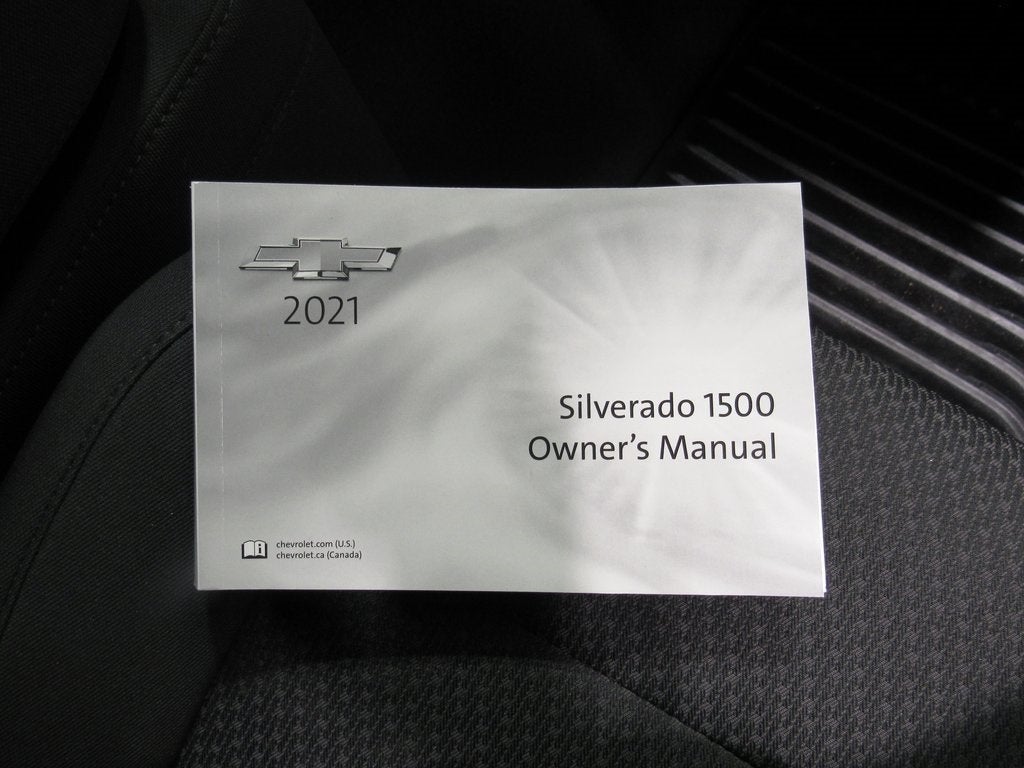 2021
Silverado 1500
Owner's Manual
chevrolet.com (U.S.)
chevrolet.ca (Canada)